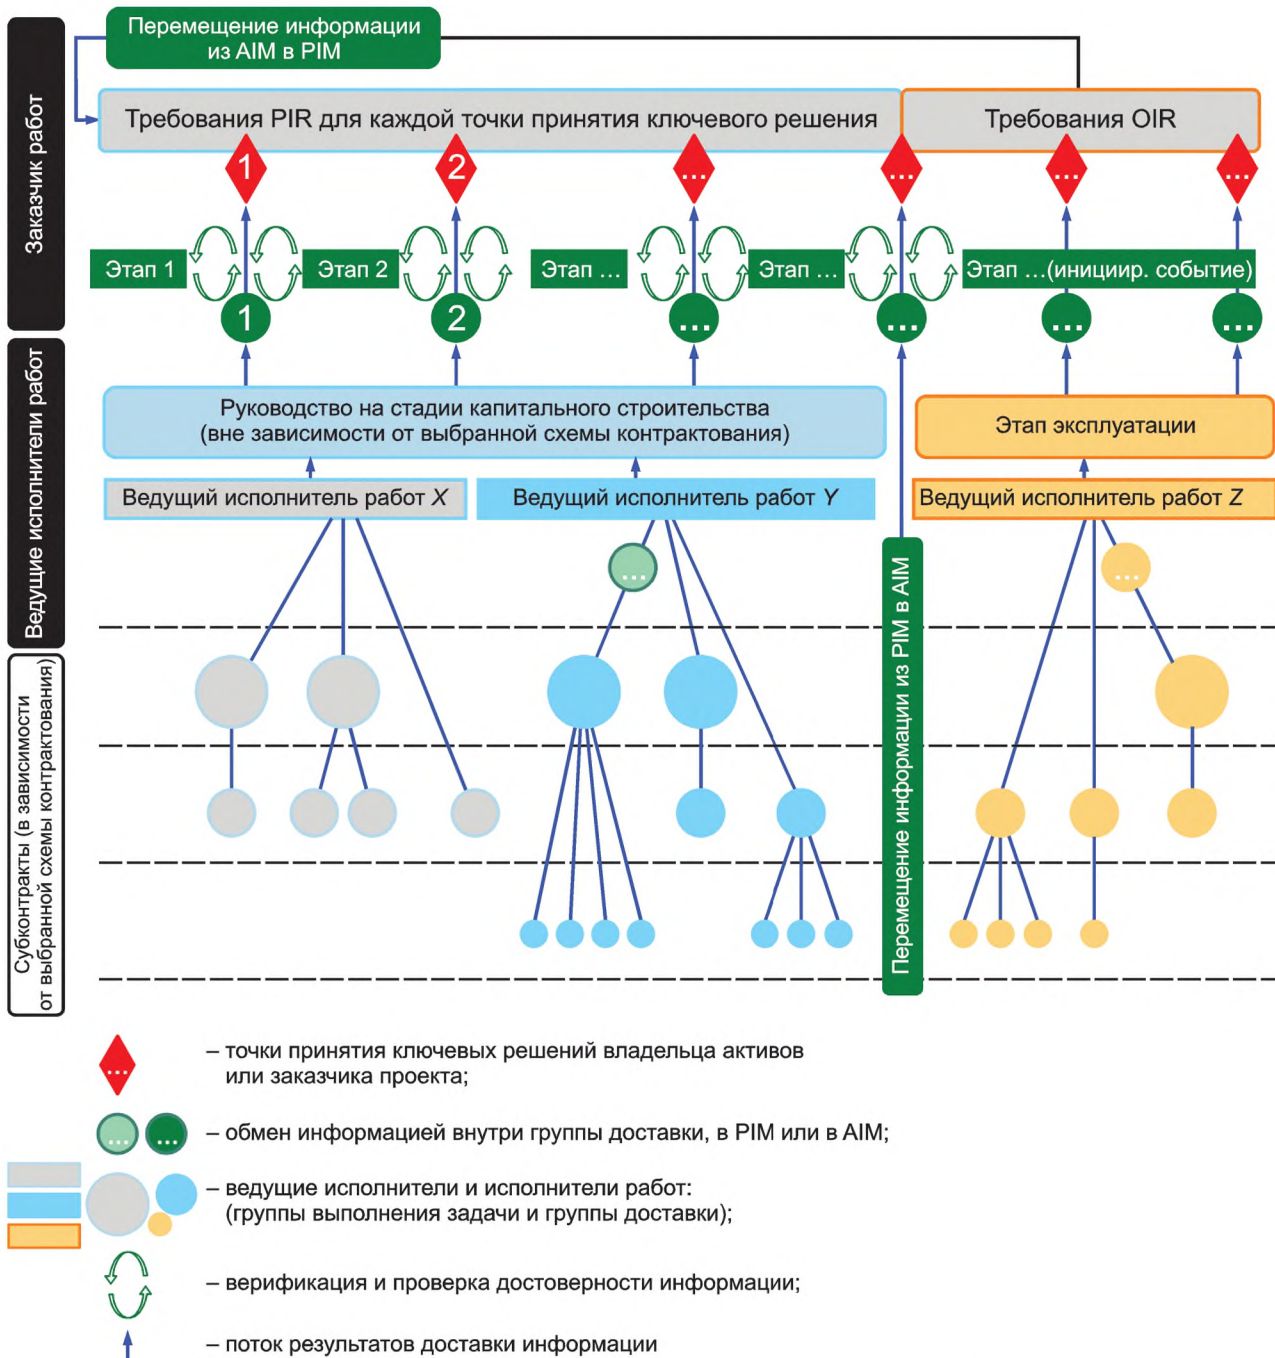 Перемещение информации
из AIM в PIM
Заказчик работ
Требования PIR для каждой точки принятия ключевого решения
Требования OIR
1
2
...
...
...
...
Этап 1
Этап 2
Этап ...
Этап ...
Этап ...(инициир. событие)
1
2
...
...
...
...
Ведущие исполнители работ
Руководство на стадии капитального строительства
(вне зависимости от выбранной схемы контрактования)
Этап эксплуатации
Ведущий исполнитель работ X
Ведущий исполнитель работ Y
Ведущий исполнитель работ Z
...
...
Перемещение информации из PIM в AIM
Субконтракты (в зависимости
от выбранной схемы контрактования)
...
– точки принятия ключевых решений владельца активов
или заказчика проекта;
...
...
– обмен информацией внутри группы доставки, в PIM или в AIM;
– ведущие исполнители и исполнители работ:
(группы выполнения задачи и группы доставки);
– верификация и проверка достоверности информации;
– поток результатов доставки информации